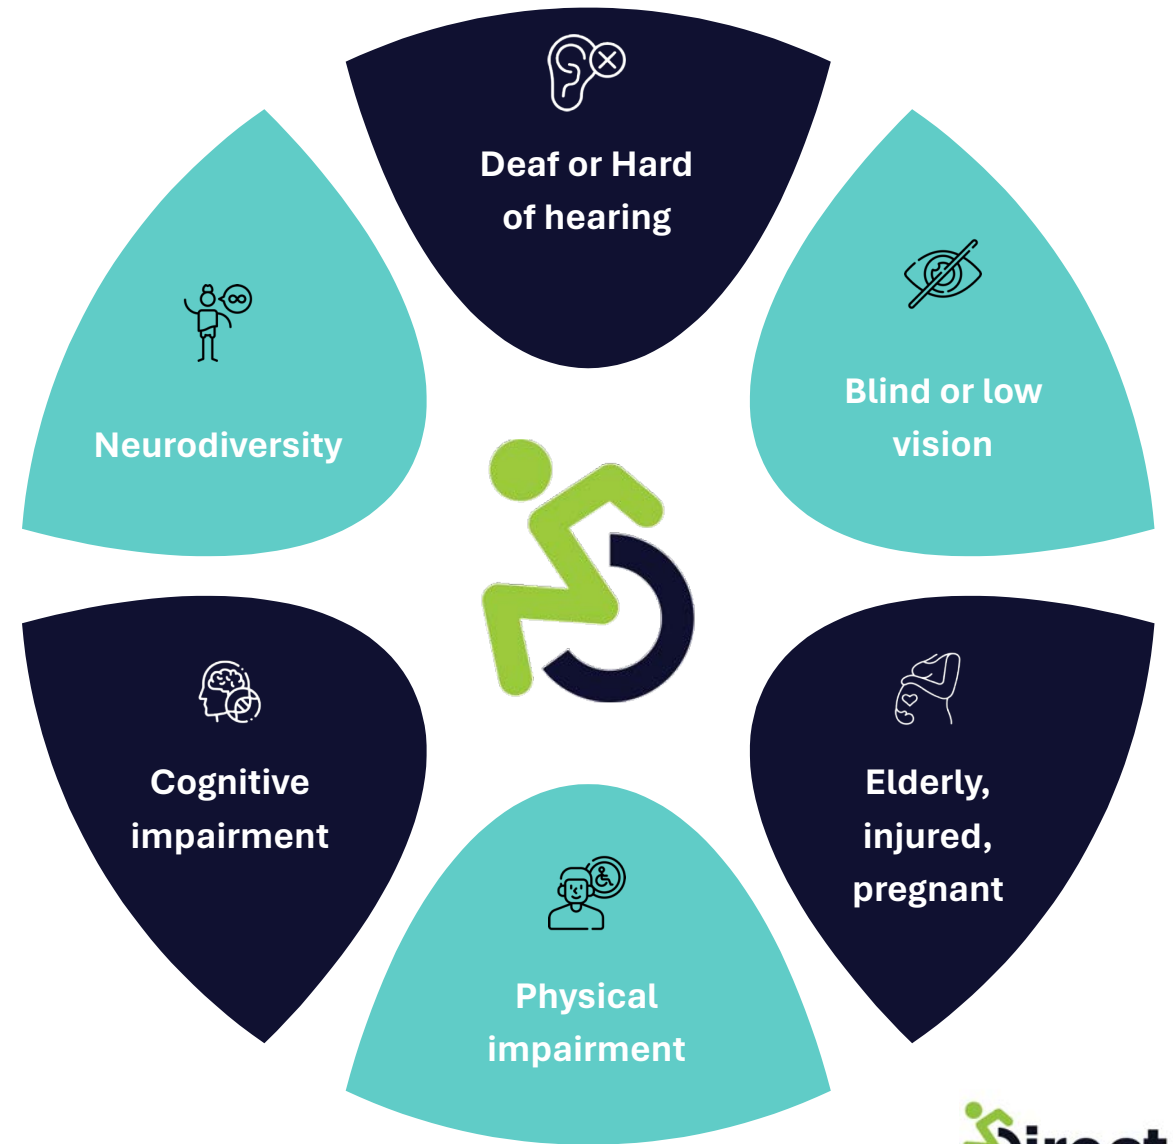 Deaf or Hard
of hearing
Blind or low
vision
Neurodiversity
Cognitive
impairment
Elderly,
injured,
pregnant
Physical
impairment